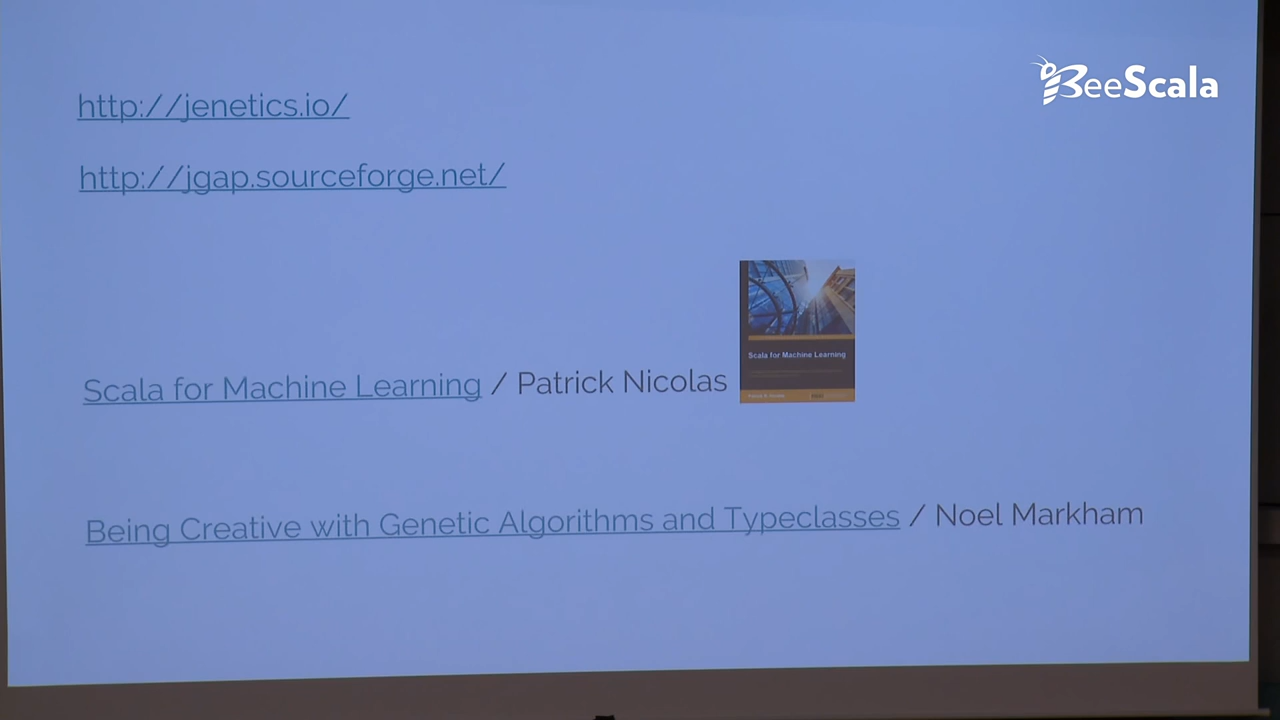 BeeScala
http://jenetics.io/
http://jgap.sourceforge.net/
Scala for Machine Learning
Scala for Machine Learning / Patrick Nicolas
Being Creative with Genetic Algorithms and Typeclasses / Noel Markham